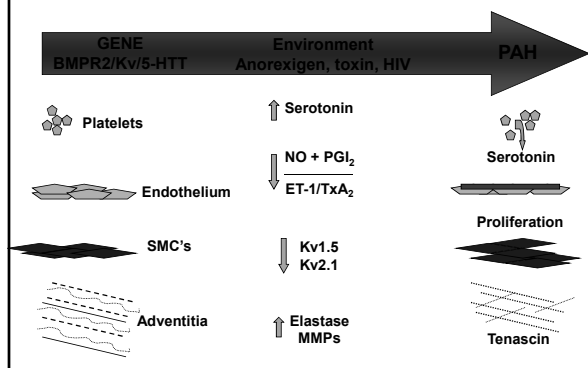 GENE
BMPR2/Kv/5-HTT
Environment
Anorexigen, toxin, HIV
PAH
Platelets
Serotonin
Serotonin
Endothelium
NO + PGI₂
ET-1/TxA₂
SMC's
Kv1.5
Kv2.1
Proliferation
Adventitia
Elastase
MMPs
Tenascin